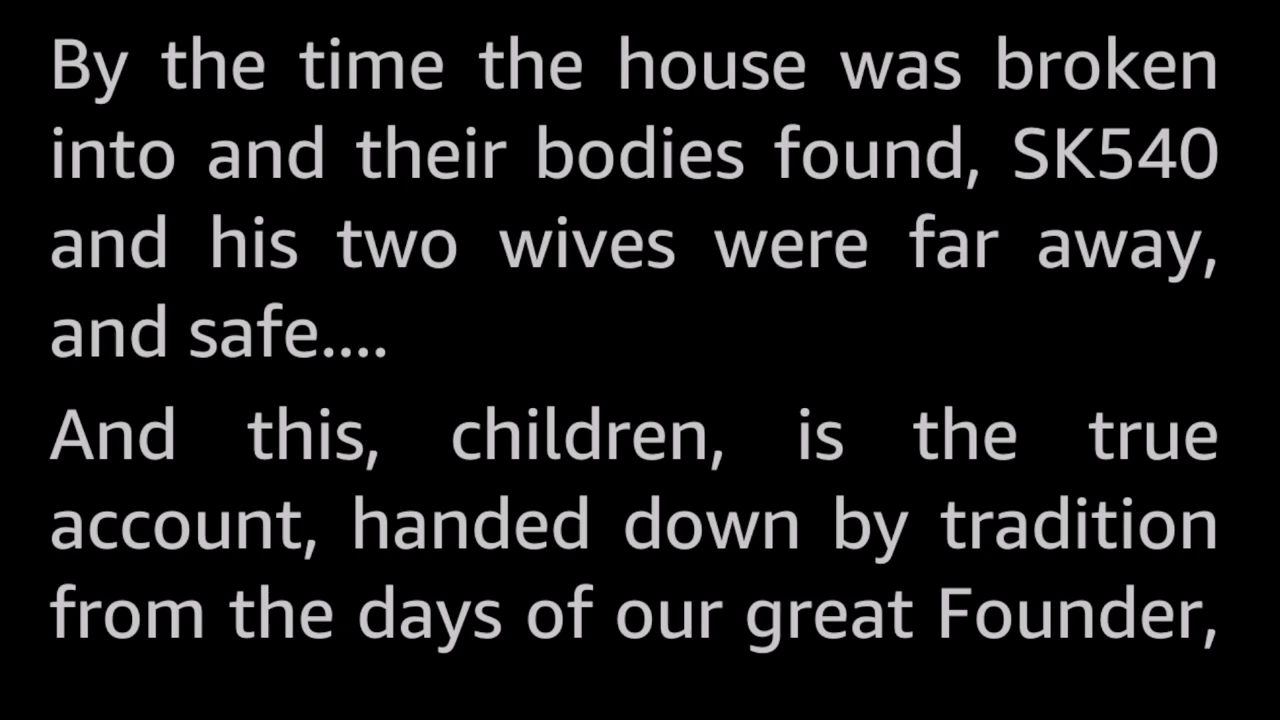 By the time the house was broken
into and their bodies found, SK540
and his two wives were far away,
and safe....
And this, children, is the true
account, handed down by tradition
from the days of our great Founder,